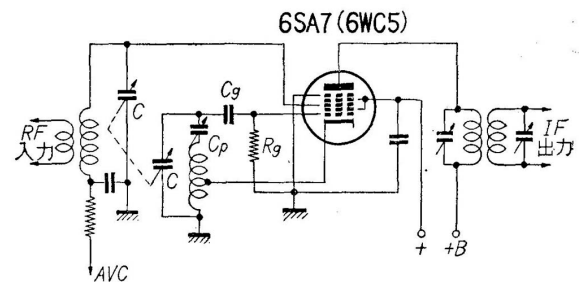 6SA7(6WC5)
RF
入力
C
C
Cp
Cg
Rg
IF
出力
AVC
+
+B